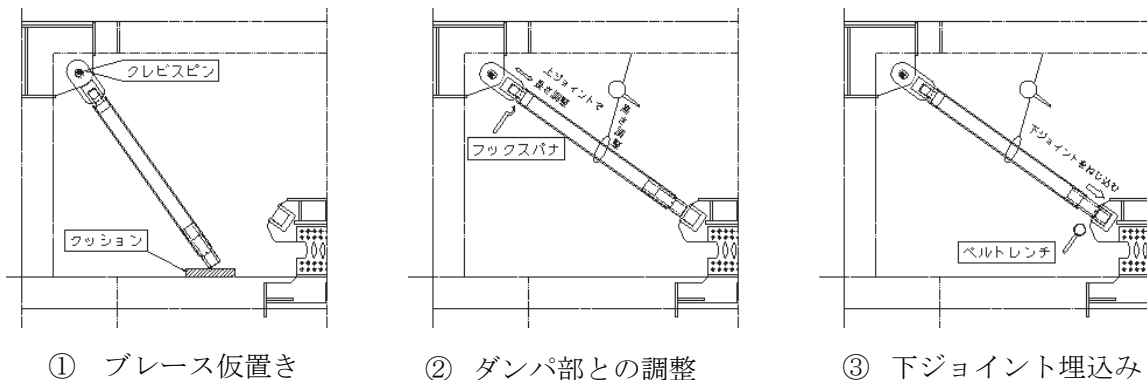 クレビスピン
クッション
① ブレース仮置き
上ジョイントで
長さ調整
高さ調整
フックスパナ
② ダンパ部との調整
下ジョイントをねじ込む
ベルトレンチ
③ 下ジョイント埋込み